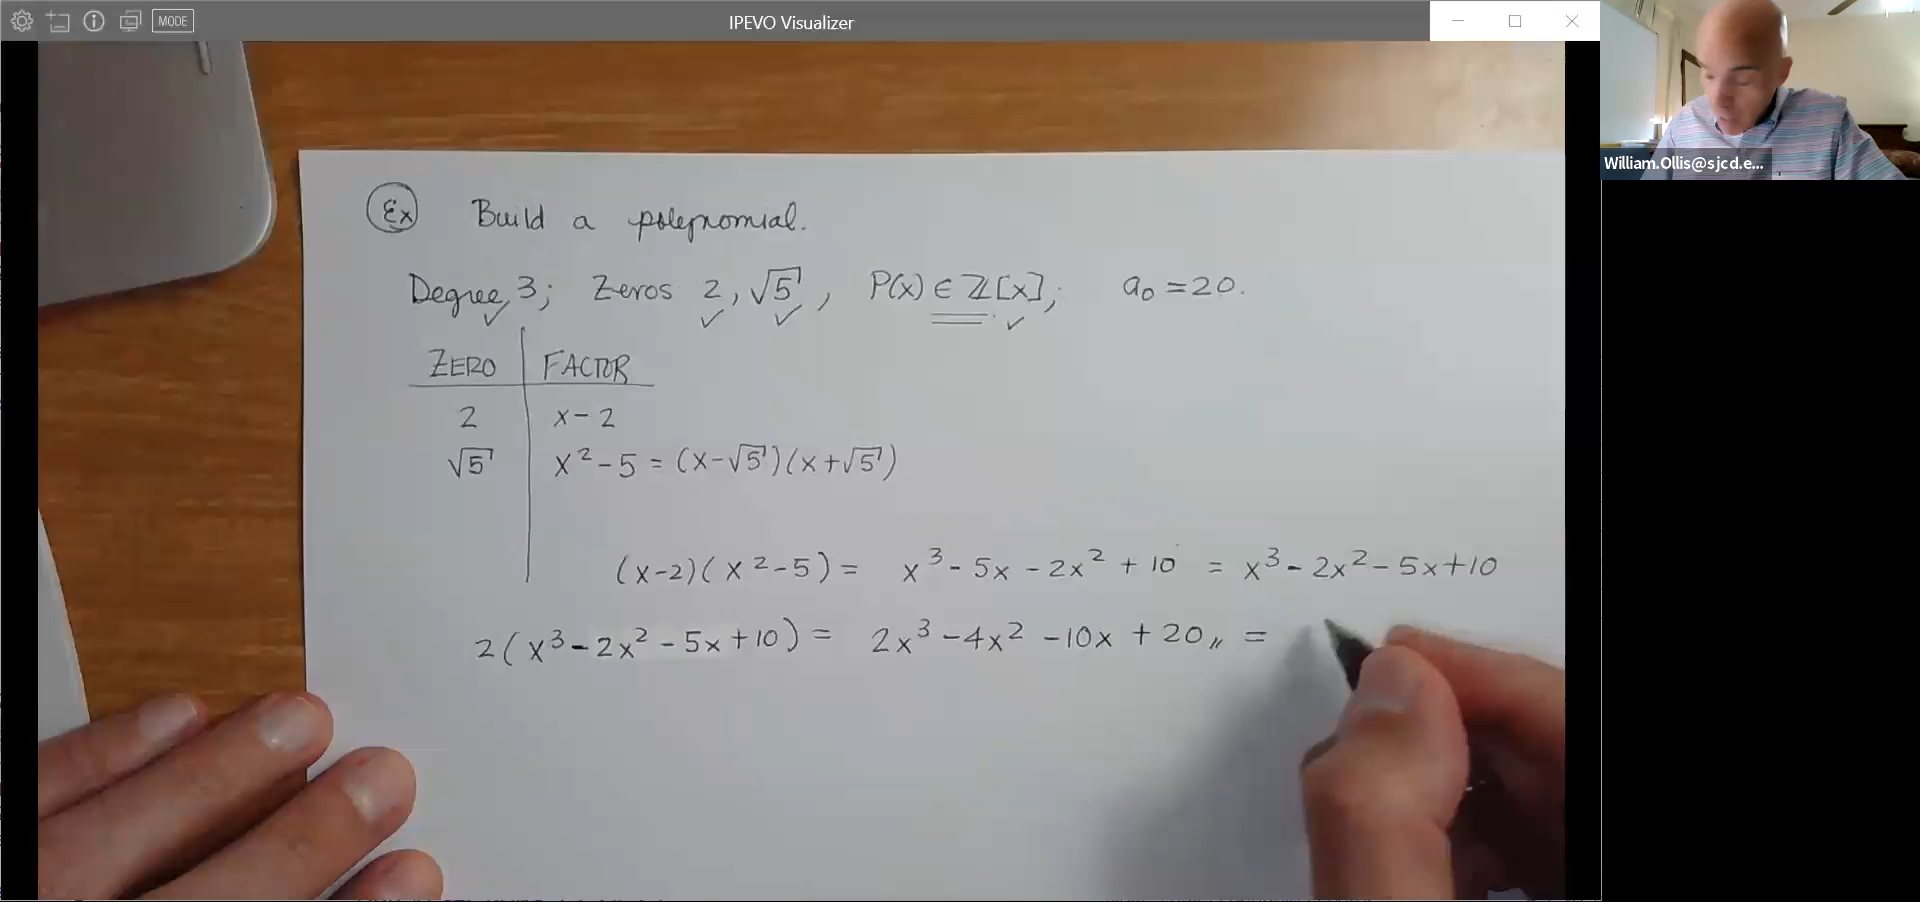 MODE
IPEVO Visualizer
William.Ollis@sjcd.e...
Ex Build a polynomial.
Degree 3; Zeros 2, √5, P(x) ∈ ℤ[x]; a₀ = 20.
ZERO FACTOR
2 x - 2
√5 x² - 5 = (x-√5)(x+√5)
(x-2)(x²-5) = x³ - 5x - 2x² + 10 = x³ - 2x² - 5x + 10
2(x³ - 2x² - 5x + 10) = 2x³ - 4x² - 10x + 20,, =